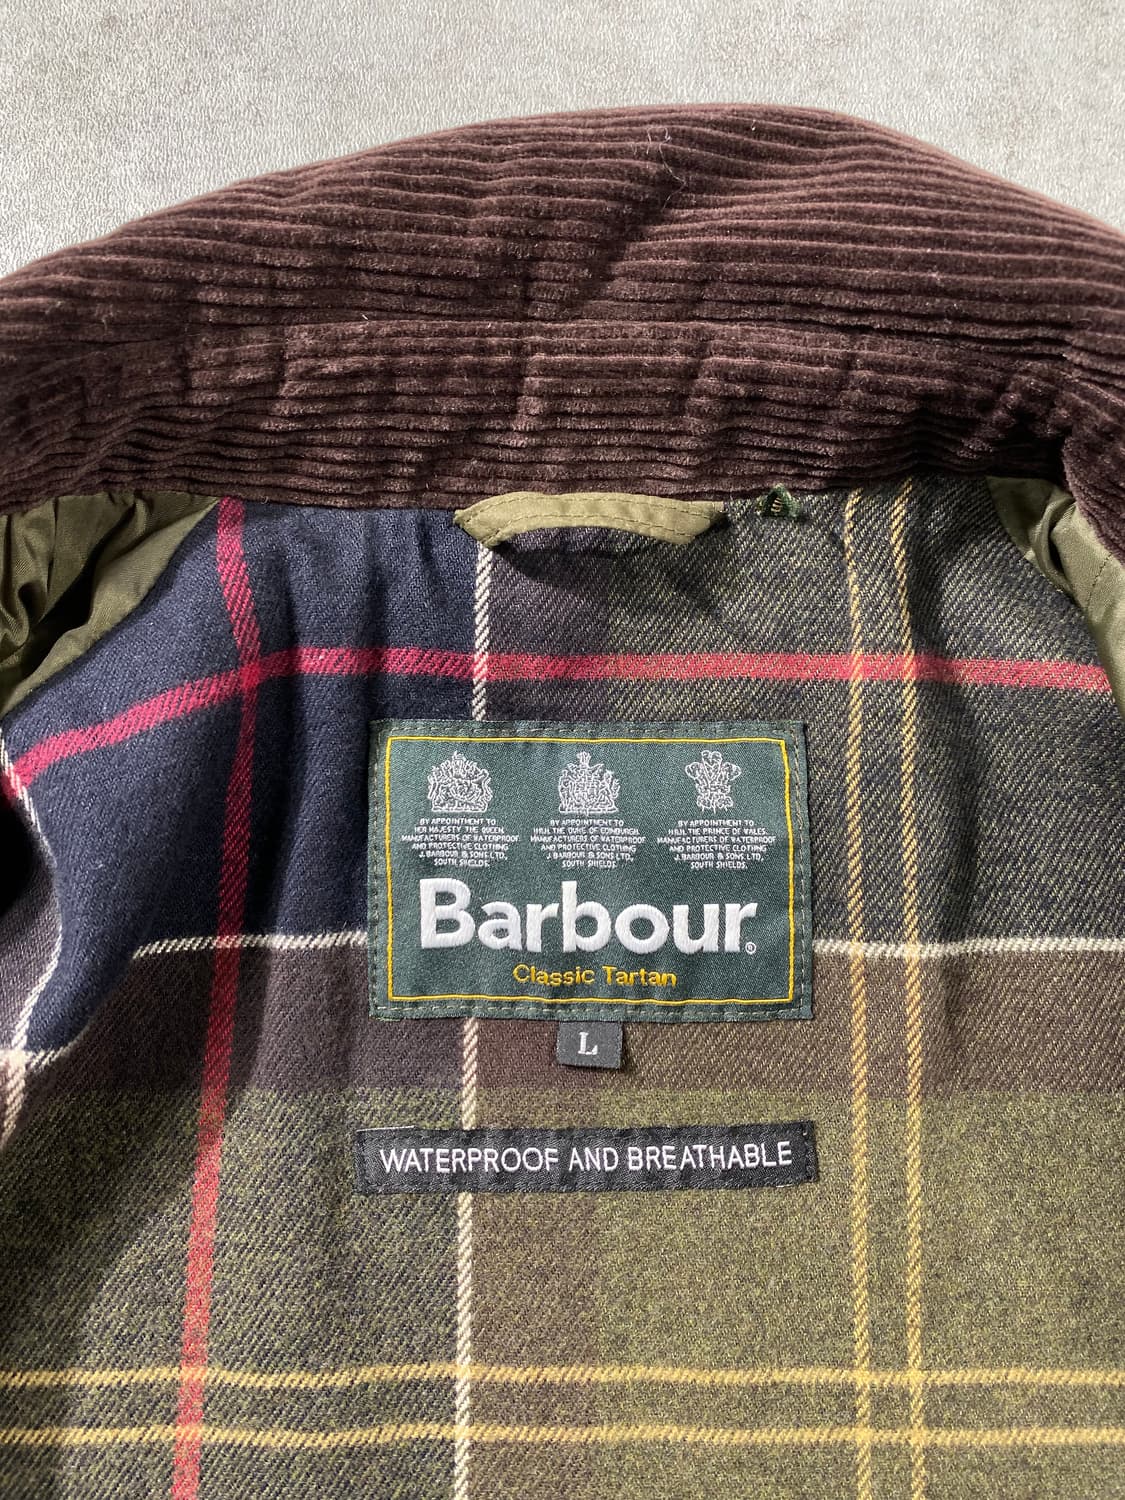 BY APPOINTMENT TO
HER MAJESTY THE QUEEN
MANUFACTURERS OF WATERPROOF
AND PROTECTIVE CLOTHING
J. BARBOUR & SONS LTD,
SOUTH SHIELDS.
BY APPOINTMENT TO
H.R.H. THE DUKE OF EDINBURGH,
MANUFACTURERS OF WATERPROOF
AND PROTECTIVE CLOTHING
J. BARBOUR & SONS LTD,
SOUTH SHIELDS.
BY APPOINTMENT TO
H.R.H. THE PRINCE OF WALES,
MANUFACTURERS OF WATERPROOF
AND PROTECTIVE CLOTHING
J. BARBOUR & SONS LTD,
SOUTH SHIELDS.
Barbour®
Classic Tartan
L
WATERPROOF AND BREATHABLE